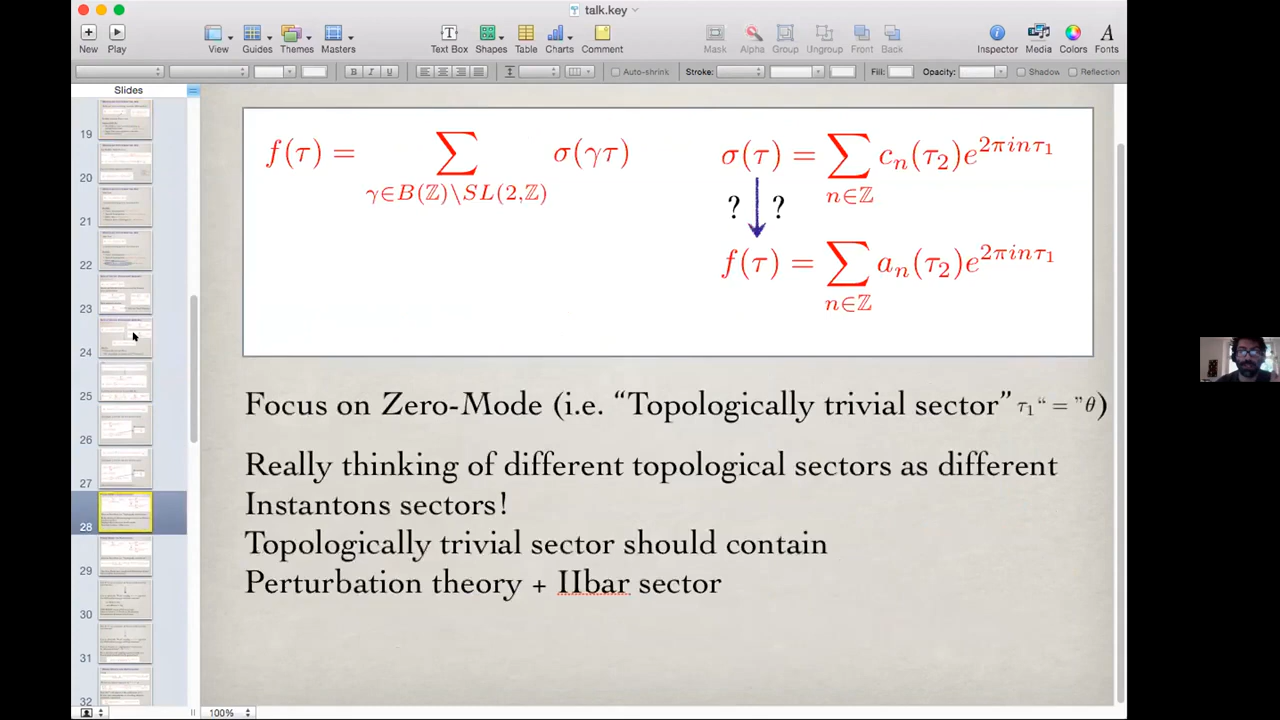 talk.key
New Play View Guides Themes Masters Text Box Shapes Table Charts Comment Mask Alpha Group Ungroup Front Back Inspector Media Colors Fonts
B I U Auto-shrink Stroke: Fill: Opacity: Shadow Reflection
Slides
19
20
21
22
23
24
25
26
27
28
29
30
31
32
100%
f(τ) = ∑ σ(γτ)
γ∈B(ℤ)\SL(2,ℤ)
σ(τ) = ∑ cₙ(τ₂)e^{2πinτ₁}
n∈ℤ
? ?
f(τ) = ∑ aₙ(τ₂)e^{2πinτ₁}
n∈ℤ
Focus on Zero-Mode (i.e. “Topologically trivial sector” τ₁“ = ”θ)
Really thinking of different topological sectors as different
Instantons sectors!
Topologically trivial sector should contain
Perturbation theory + IIbar sector